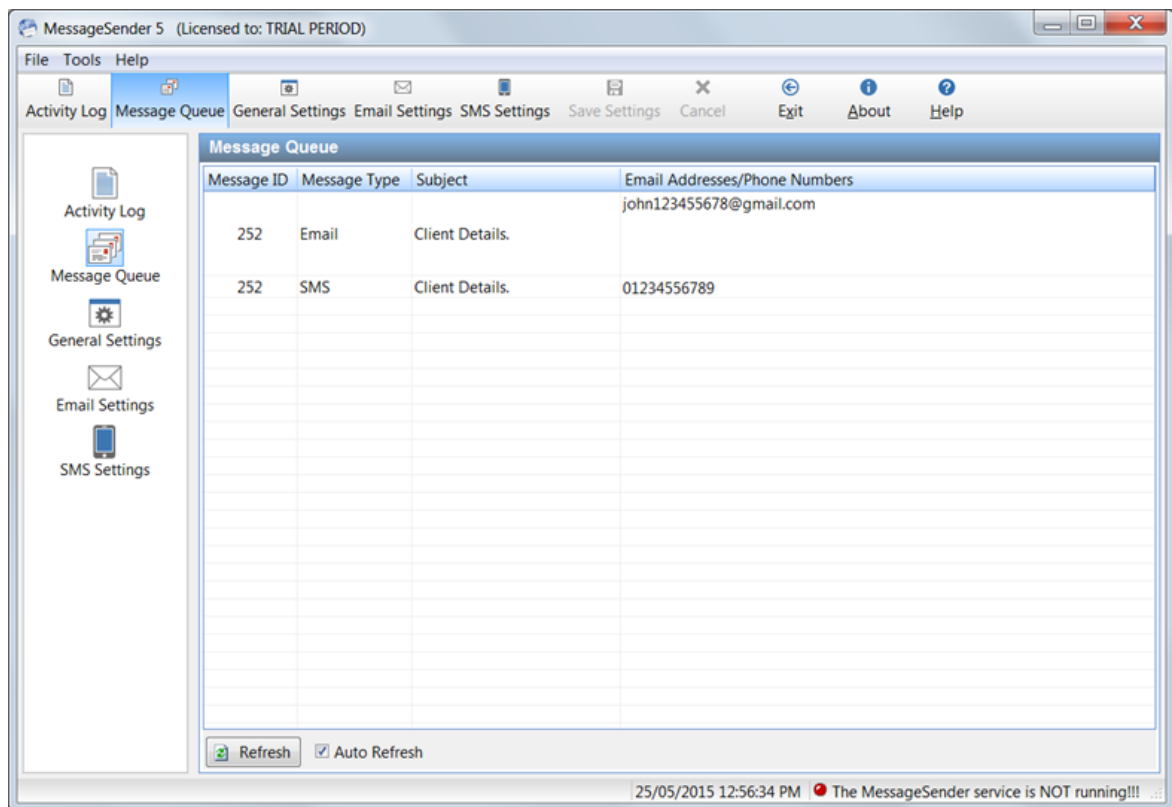 MessageSender 5 (Licensed to: TRIAL PERIOD)
File Tools Help
Activity Log Message Queue General Settings Email Settings SMS Settings Save Settings Cancel Exit About Help
Activity Log
Message Queue
General Settings
Email Settings
SMS Settings
Message Queue
Message ID Message Type Subject Email Addresses/Phone Numbers
john123455678@gmail.com
252 Email Client Details.
252 SMS Client Details. 01234556789
Refresh Auto Refresh
25/05/2015 12:56:34 PM The MessageSender service is NOT running!!!